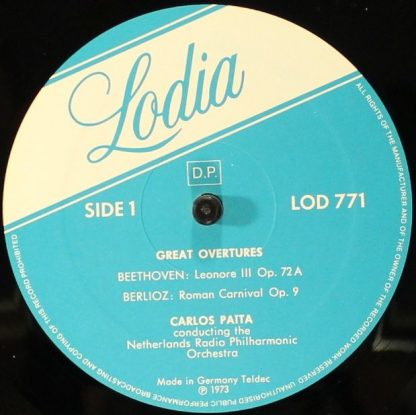 Lodia
D.P.
SIDE 1
LOD 771
GREAT OVERTURES
BEETHOVEN: Leonore III Op. 72 A
BERLIOZ: Roman Carnival Op. 9
CARLOS PAITA
conducting the
Netherlands Radio Philharmonic
Orchestra
Made in Germany Teldec
℗ 1973
ALL RIGHTS OF THE MANUFACTURER AND OF THE OWNER OF THE RECORDED WORK RESERVED UNAUTHORISED PUBLIC PERFORMANCE BROADCASTING AND COPYING OF THIS RECORD PROHIBITED